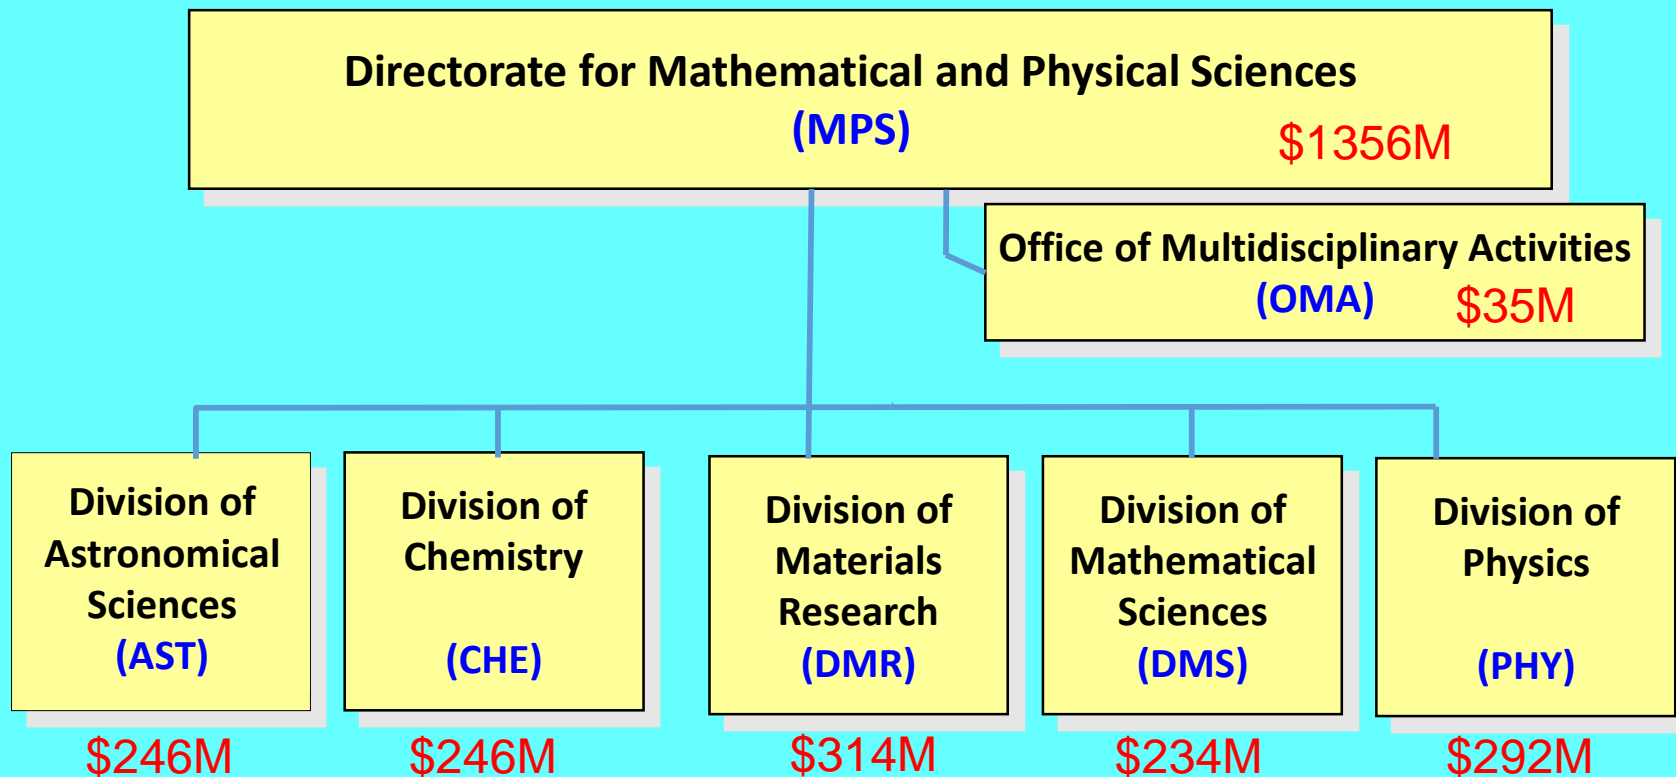 Directorate for Mathematical and Physical Sciences
(MPS)
$1356M
Office of Multidisciplinary Activities
(OMA)
$35M
Division of
Astronomical
Sciences
(AST)
$246M
Division of
Chemistry
(CHE)
$246M
Division of
Materials
Research
(DMR)
$314M
Division of
Mathematical
Sciences
(DMS)
$234M
Division of
Physics
(PHY)
$292M